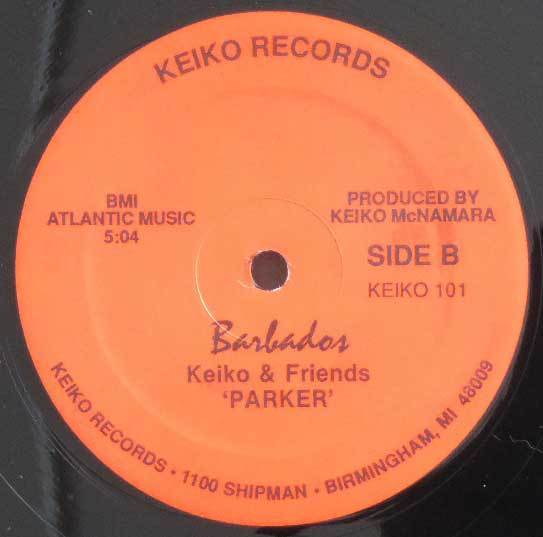 KEIKO RECORDS
BMI
ATLANTIC MUSIC
5:04
PRODUCED BY
KEIKO McNAMARA
SIDE B
KEIKO 101
Barbados
Keiko & Friends
‘PARKER’
KEIKO RECORDS · 1100 SHIPMAN · BIRMINGHAM, MI 48009